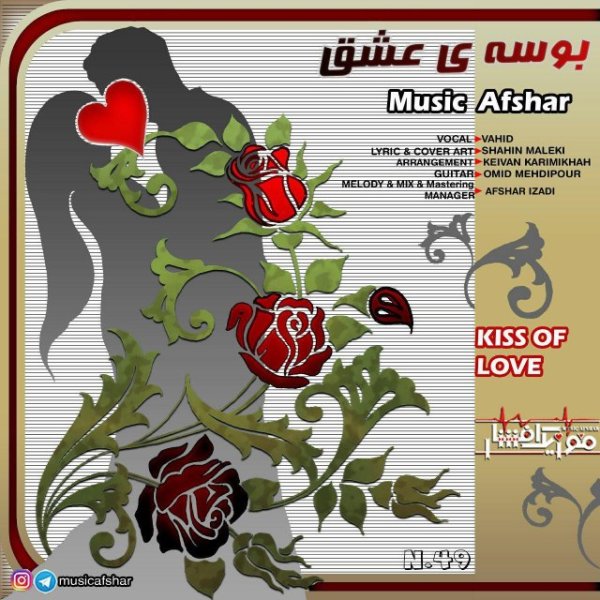 بوسه ی عشق
Music Afshar
VOCAL VAHID
LYRIC & COVER ART SHAHIN MALEKI
ARRANGEMENT KEIVAN KARIMIKHAH
GUITAR OMID MEHDIPOUR
MELODY & MIX & Mastering
MANAGER AFSHAR IZADI
KISS OF
LOVE
موزیک افشار
N.49
musicafshar